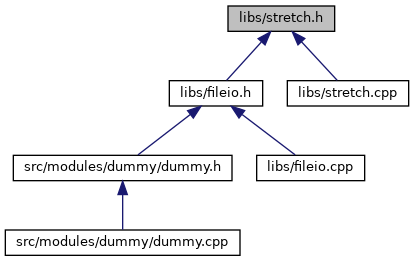 libs/stretch.h
libs/fileio.h
libs/stretch.cpp
src/modules/dummy/dummy.h
libs/fileio.cpp
src/modules/dummy/dummy.cpp